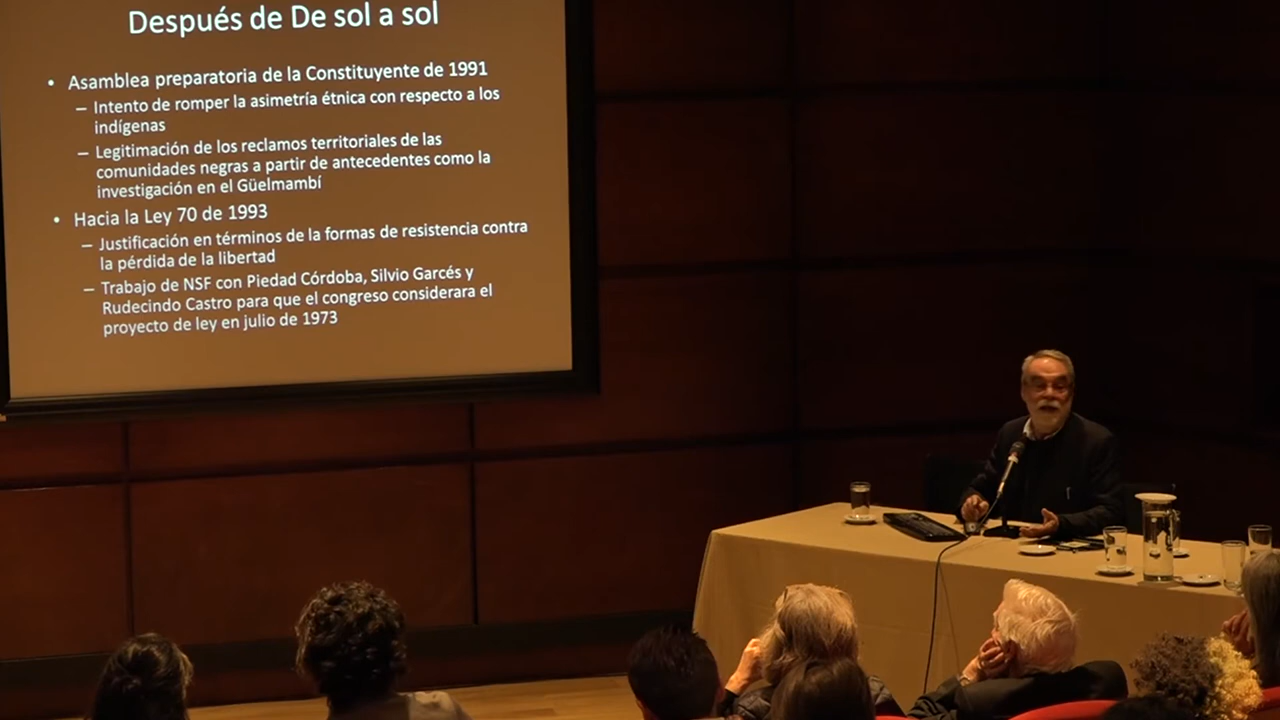 Después de De sol a sol
• Asamblea preparatoria de la Constituyente de 1991
– Intento de romper la asimetría étnica con respecto a los
indígenas
– Legitimación de los reclamos territoriales de las
comunidades negras a partir de antecedentes como la
investigación en el Güelmambí
• Hacia la Ley 70 de 1993
– Justificación en términos de la formas de resistencia contra
la pérdida de la libertad
– Trabajo de NSF con Piedad Córdoba, Silvio Garcés y
Rudecindo Castro para que el congreso considerara el
proyecto de ley en julio de 1973